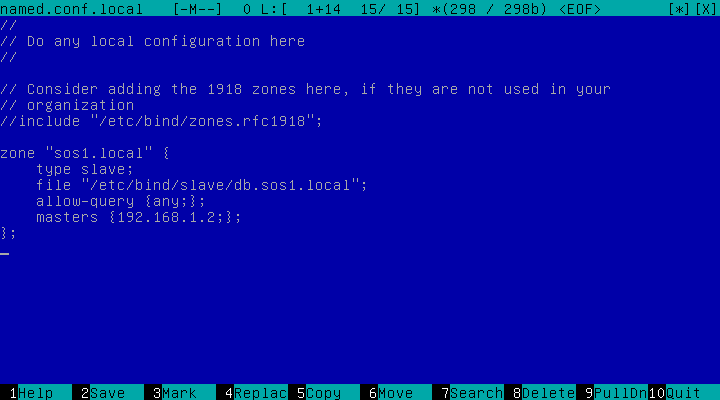 named.conf.local   [-M--]  0 L:[  1+14  15/ 15] *(298 / 298b) <EOF>       [*][X]
//
// Do any local configuration here
//
// Consider adding the 1918 zones here, if they are not used in your
// organization
//include "/etc/bind/zones.rfc1918";
zone "sos1.local" {
    type slave;
    file "/etc/bind/slave/db.sos1.local";
    allow-query {any;};
    masters {192.168.1.2;};
};
1Help  2Save  3Mark  4Replac 5Copy  6Move  7Search 8Delete 9PullDn 10Quit